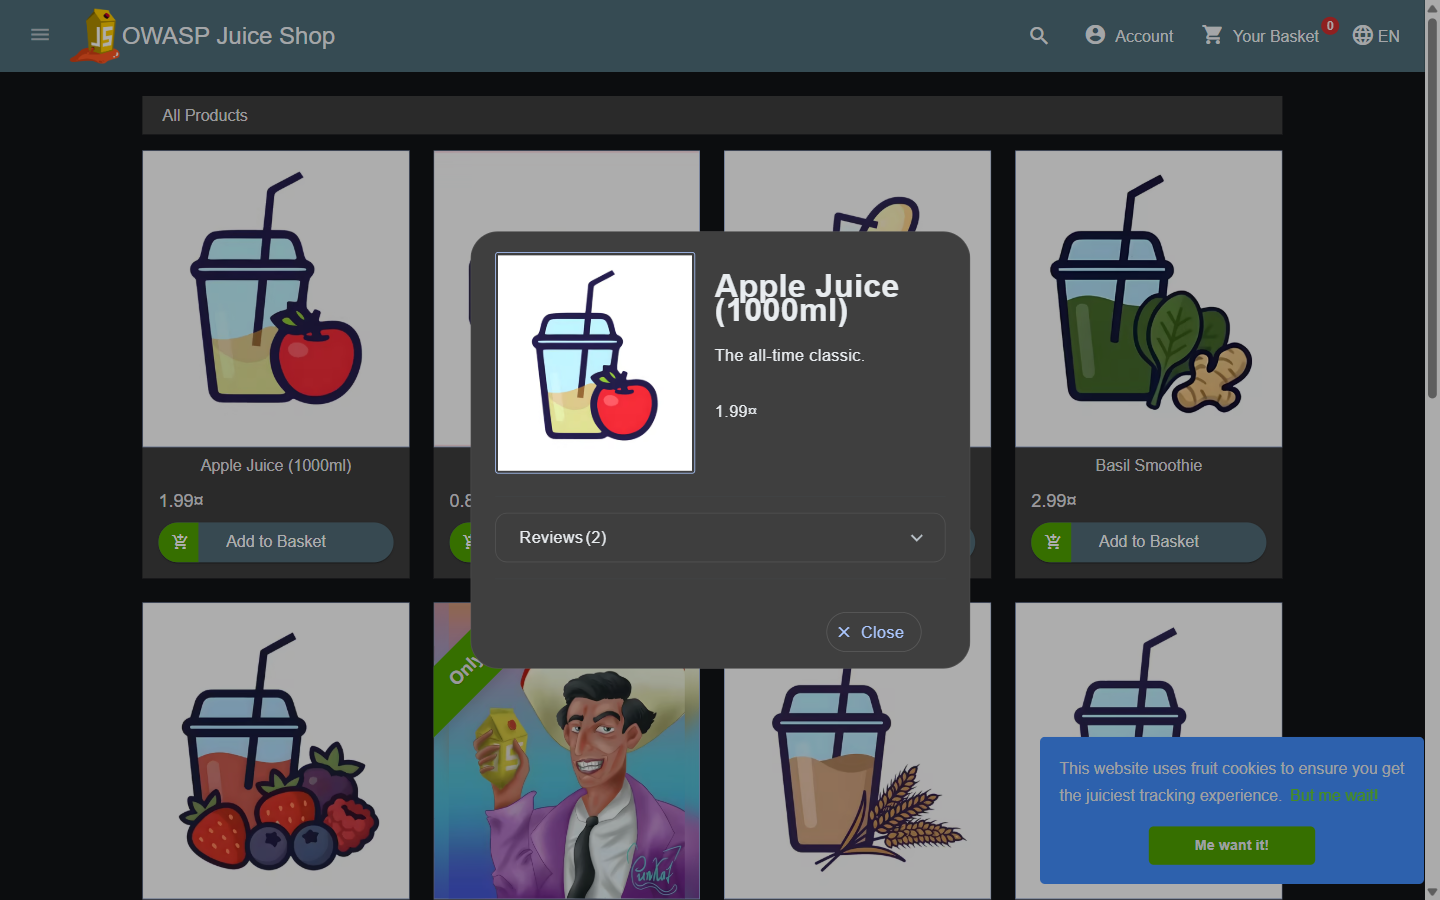 OWASP Juice Shop
Account
Your Basket
0
EN
All Products
Apple Juice
(1000ml)
The all-time classic.
1.99¤
Reviews (2)
Close
Apple Juice (1000ml)
1.99¤
Add to Basket
0.8
Basil Smoothie
2.99¤
Add to Basket
Only
This website uses fruit cookies to ensure you get
the juiciest tracking experience. But me wait!
Me want it!